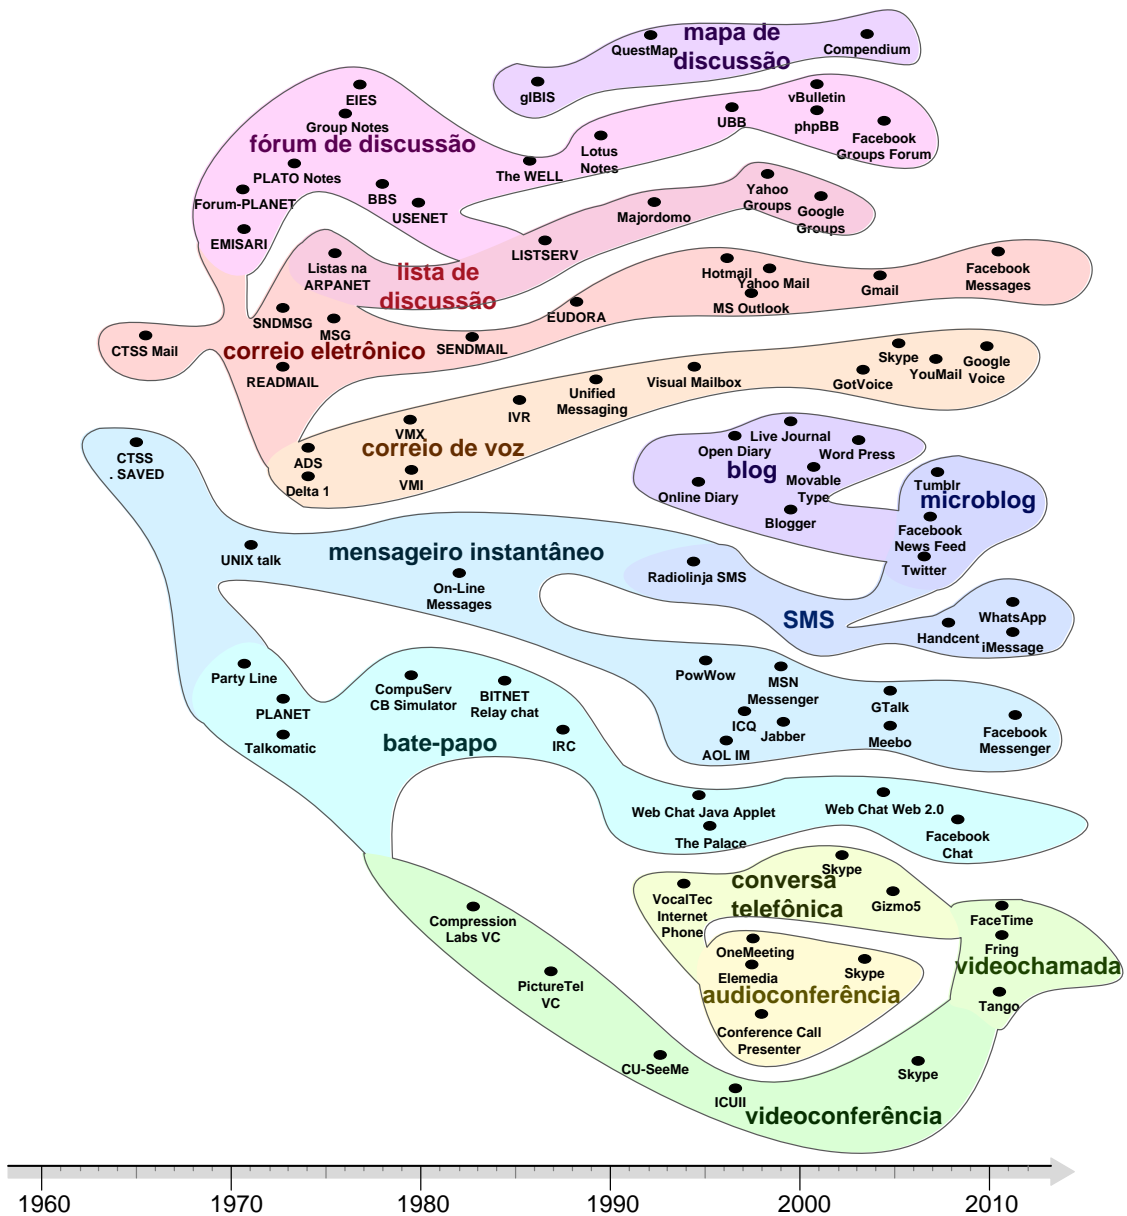 mapa de
discussão
QuestMap
Compendium
gIBIS
EIES
Group Notes
fórum de discussão
PLATO Notes
Forum-PLANET
BBS
USENET
EMISARI
The WELL
Lotus
Notes
UBB
vBulletin
phpBB
Facebook
Groups Forum
Yahoo
Groups
Google
Groups
Majordomo
LISTSERV
Listas na
ARPANET
lista de
discussão
Hotmail
Yahoo Mail
MS Outlook
Gmail
Facebook
Messages
EUDORA
SNDMSG
MSG
CTSS Mail
correio eletrônico
SENDMAIL
READMAIL
Skype
YouMail
Google
Voice
GotVoice
Visual Mailbox
Unified
Messaging
IVR
VMX
correio de voz
ADS
Delta 1
VMI
CTSS
. SAVED
Live Journal
Open Diary
Word Press
blog
Movable
Type
Online Diary
Blogger
Tumblr
microblog
Facebook
News Feed
Twitter
UNIX talk
mensageiro instantâneo
On-Line
Messages
Radiolinja SMS
SMS
WhatsApp
Handcent
iMessage
Party Line
PLANET
Talkomatic
CompuServ
CB Simulator
BITNET
Relay chat
bate-papo
IRC
PowWow
MSN
Messenger
ICQ
Jabber
AOL IM
GTalk
Meebo
Facebook
Messenger
Web Chat Java Applet
The Palace
Web Chat Web 2.0
Facebook
Chat
Skype
conversa
telefônica
VocalTec
Internet
Phone
Gizmo5
FaceTime
Fring
videochamada
Tango
OneMeeting
Elemedia
Skype
audioconferência
Conference Call
Presenter
Compression
Labs VC
PictureTel
VC
CU-SeeMe
ICUII
Skype
videoconferência
1960 1970 1980 1990 2000 2010